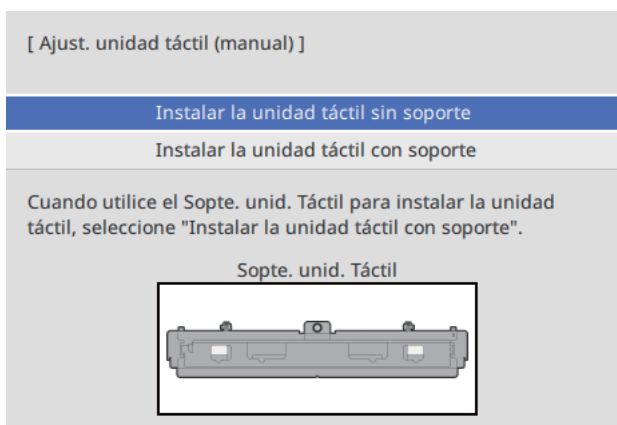 [ Ajust. unidad táctil (manual) ]
Instalar la unidad táctil sin soporte
Instalar la unidad táctil con soporte
Cuando utilice el Sopte. unid. Táctil para instalar la unidad
táctil, seleccione "Instalar la unidad táctil con soporte".
Sopte. unid. Táctil